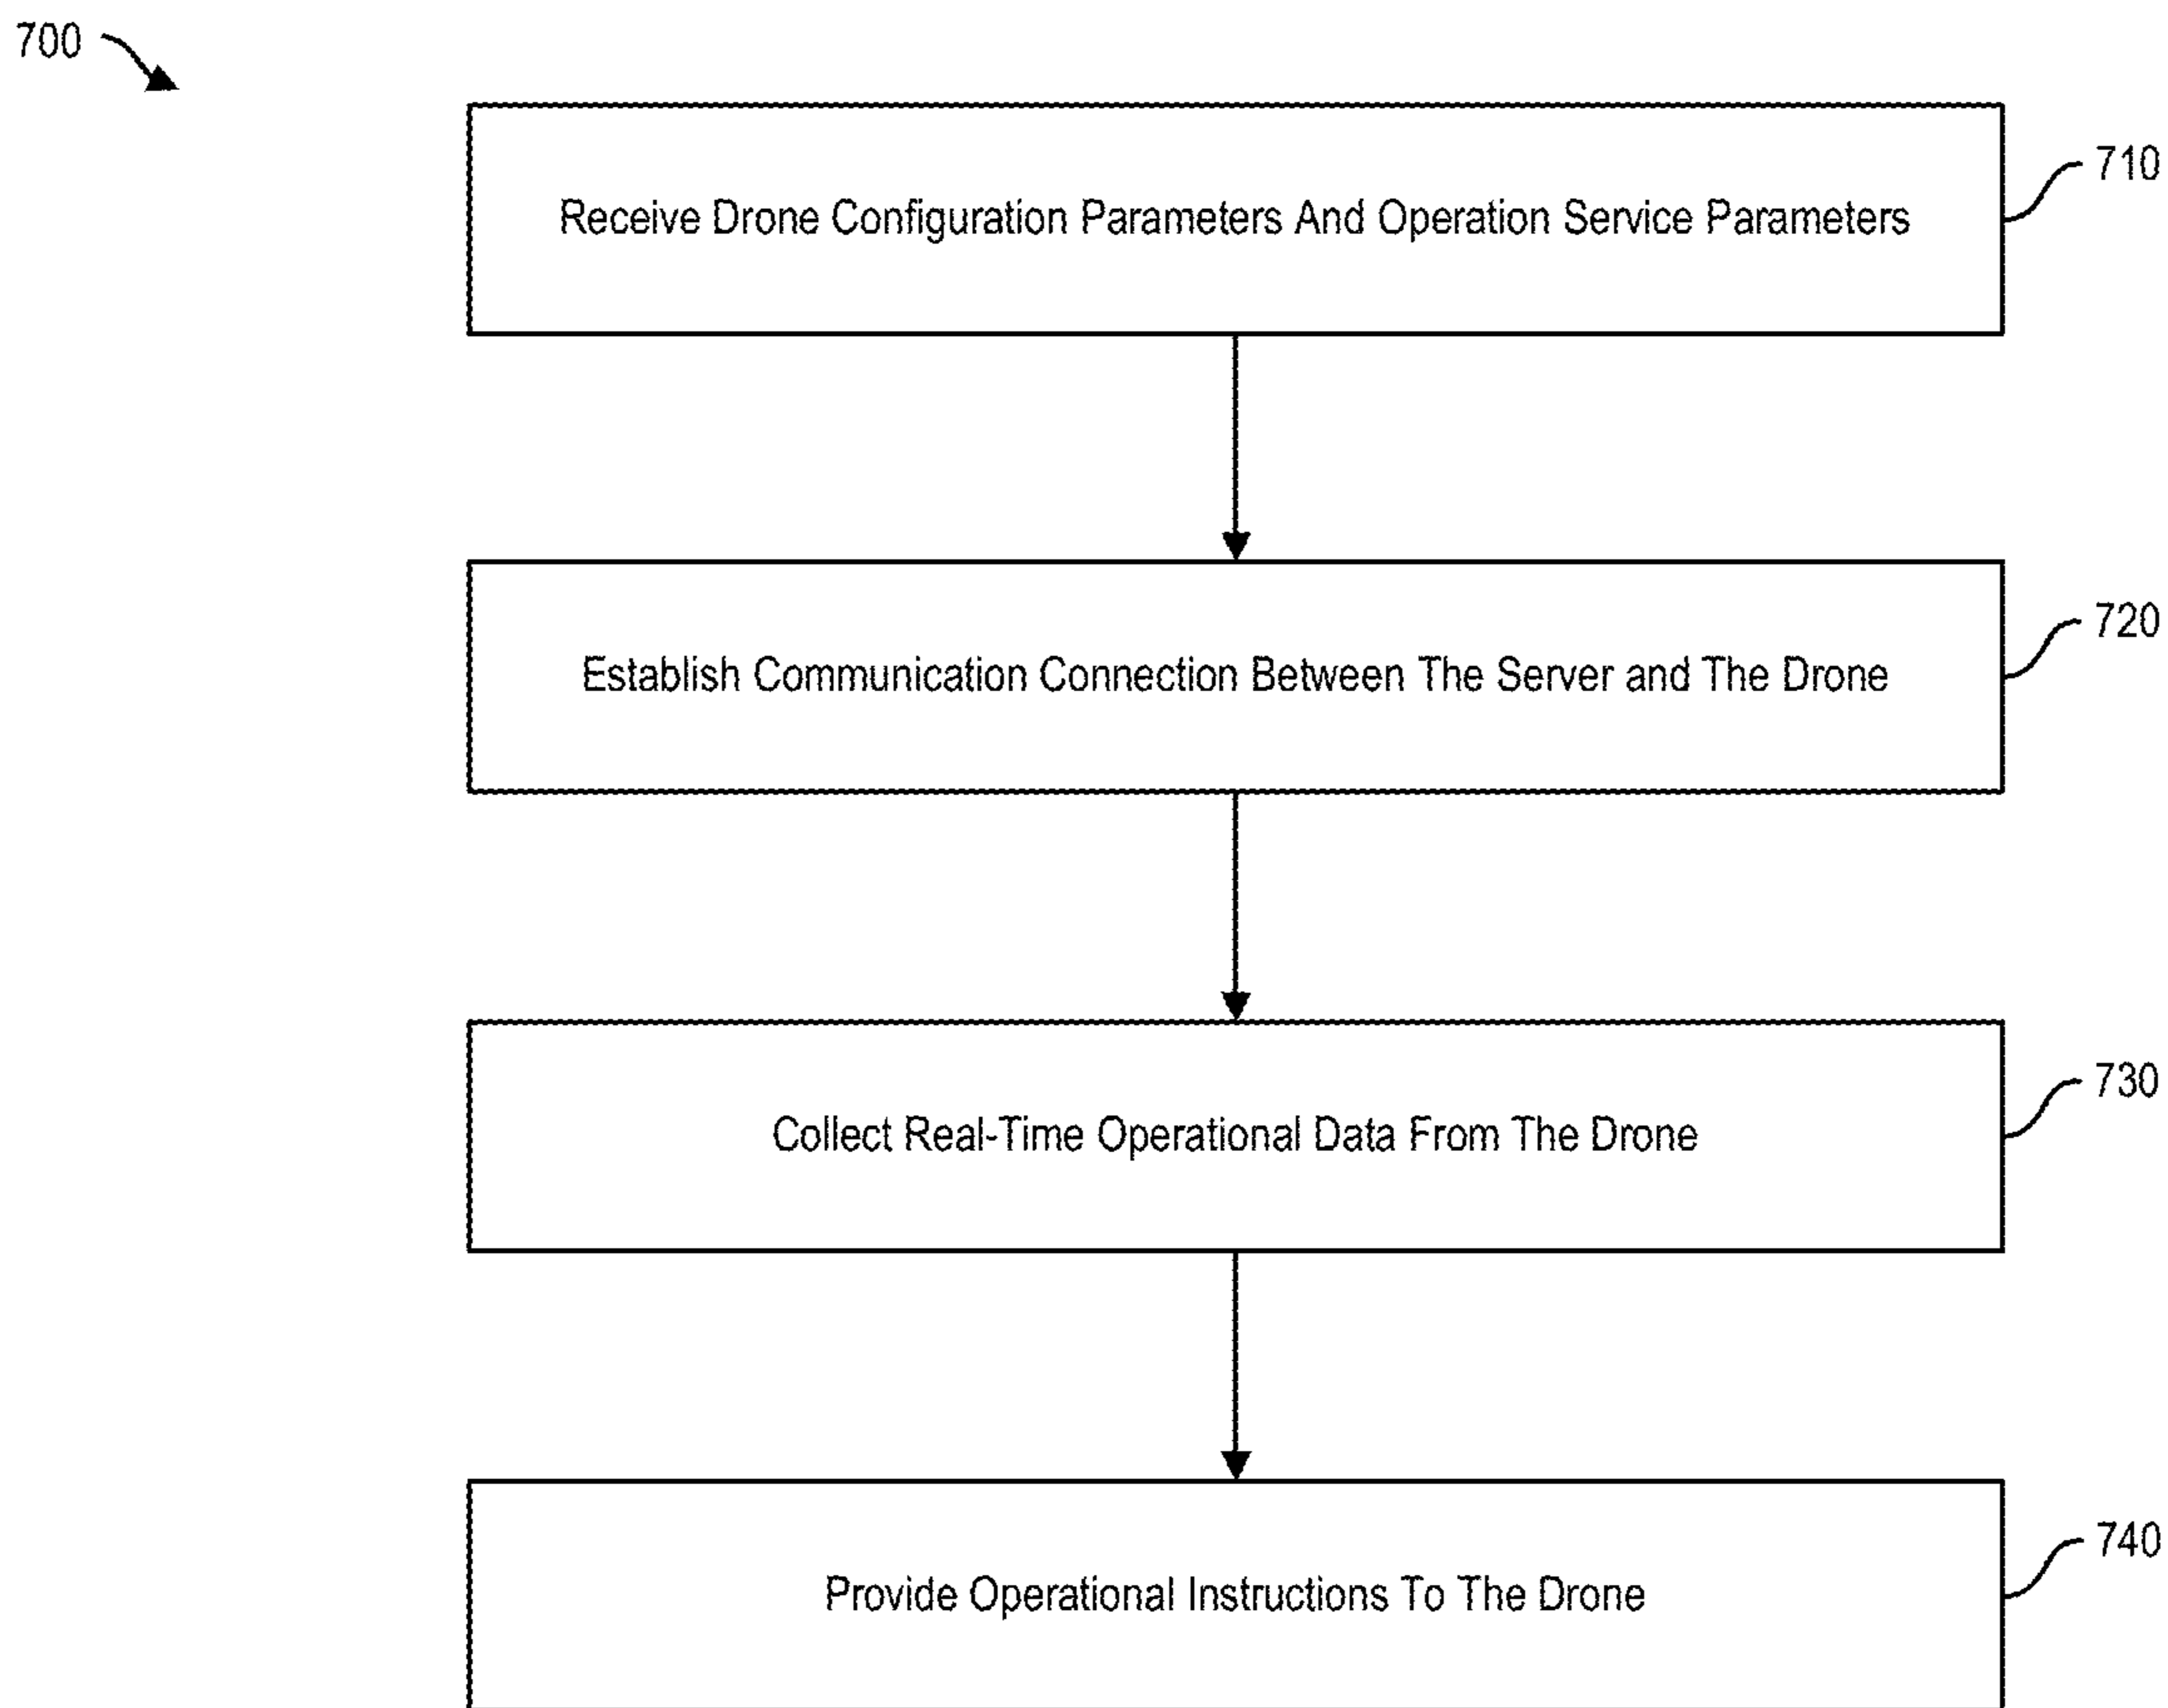 700
Receive Drone Configuration Parameters And Operation Service Parameters
710
Establish Communication Connection Between The Server and The Drone
720
Collect Real-Time Operational Data From The Drone
730
Provide Operational Instructions To The Drone
740